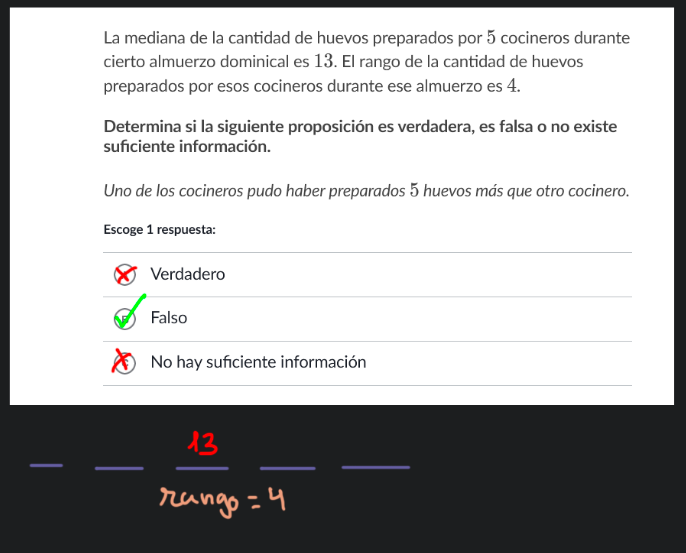 La mediana de la cantidad de huevos preparados por 5 cocineros durante
cierto almuerzo dominical es 13. El rango de la cantidad de huevos
preparados por esos cocineros durante ese almuerzo es 4.
Determina si la siguiente proposición es verdadera, es falsa o no existe
suficiente información.
Uno de los cocineros pudo haber preparados 5 huevos más que otro cocinero.
Escoge 1 respuesta:
Verdadero
Falso
No hay suficiente información
13
rango = 4